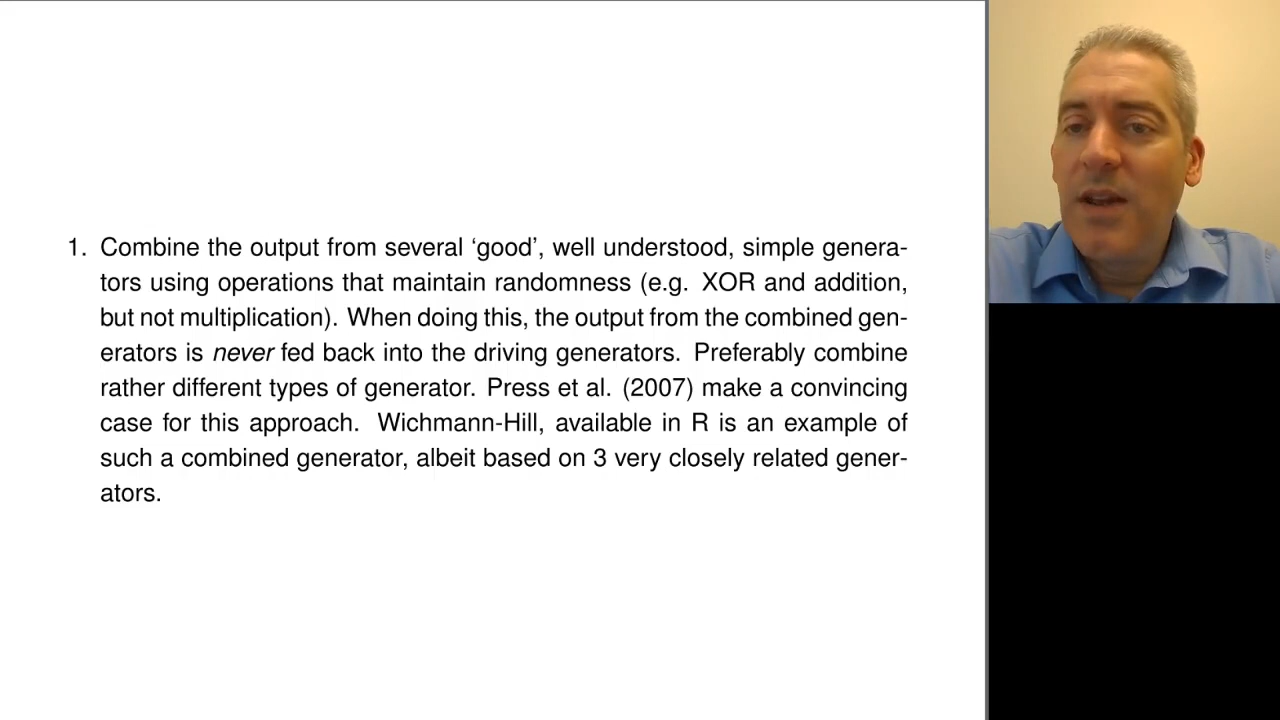 1. Combine the output from several ‘good’, well understood, simple genera-
tors using operations that maintain randomness (e.g. XOR and addition,
but not multiplication). When doing this, the output from the combined gen-
erators is never fed back into the driving generators. Preferably combine
rather different types of generator. Press et al. (2007) make a convincing
case for this approach. Wichmann-Hill, available in R is an example of
such a combined generator, albeit based on 3 very closely related gener-
ators.